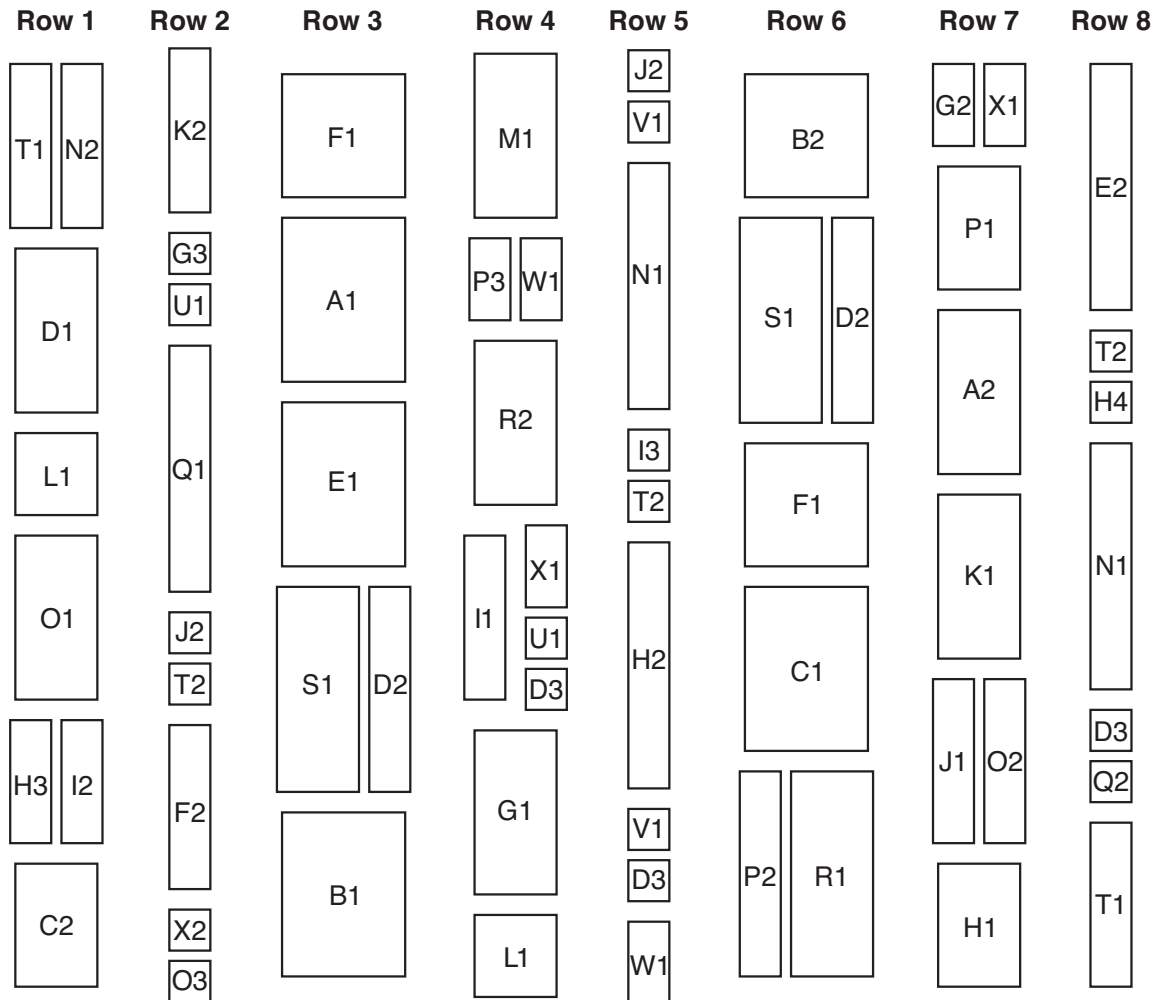 Row 1 Row 2 Row 3 Row 4 Row 5 Row 6 Row 7 Row 8
T1 N2
D1
L1
O1
H3 I2
C2
K2
G3
U1
Q1
J2
T2
F2
X2
O3
F1
A1
E1
S1 D2
B1
M1
P3 W1
R2
I1 X1
U1
D3
G1
L1
J2
V1
N1
I3
T2
H2
V1
D3
W1
B2
S1 D2
F1
C1
P2 R1
G2 X1
P1
A2
K1
J1 O2
H1
E2
T2
H4
N1
D3
Q2
T1